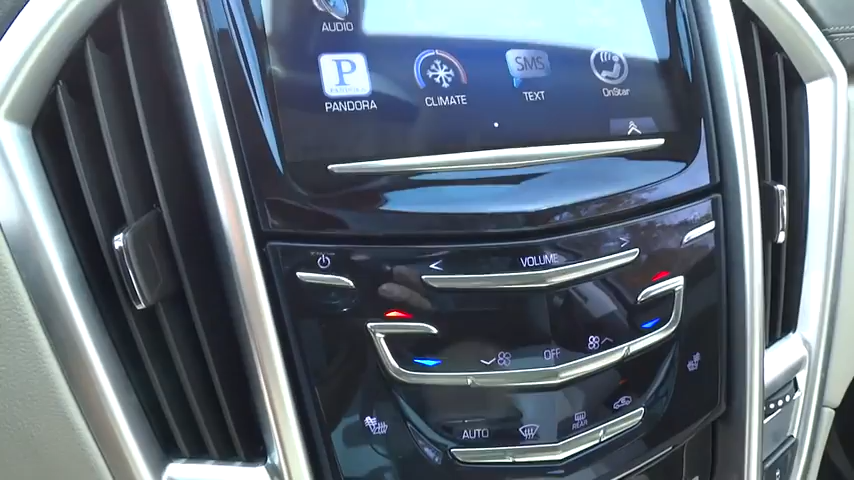 AUDIO
P
PANDORA
CLIMATE
SMS
TEXT
OnStar
VOLUME
OFF
AUTO
REAR